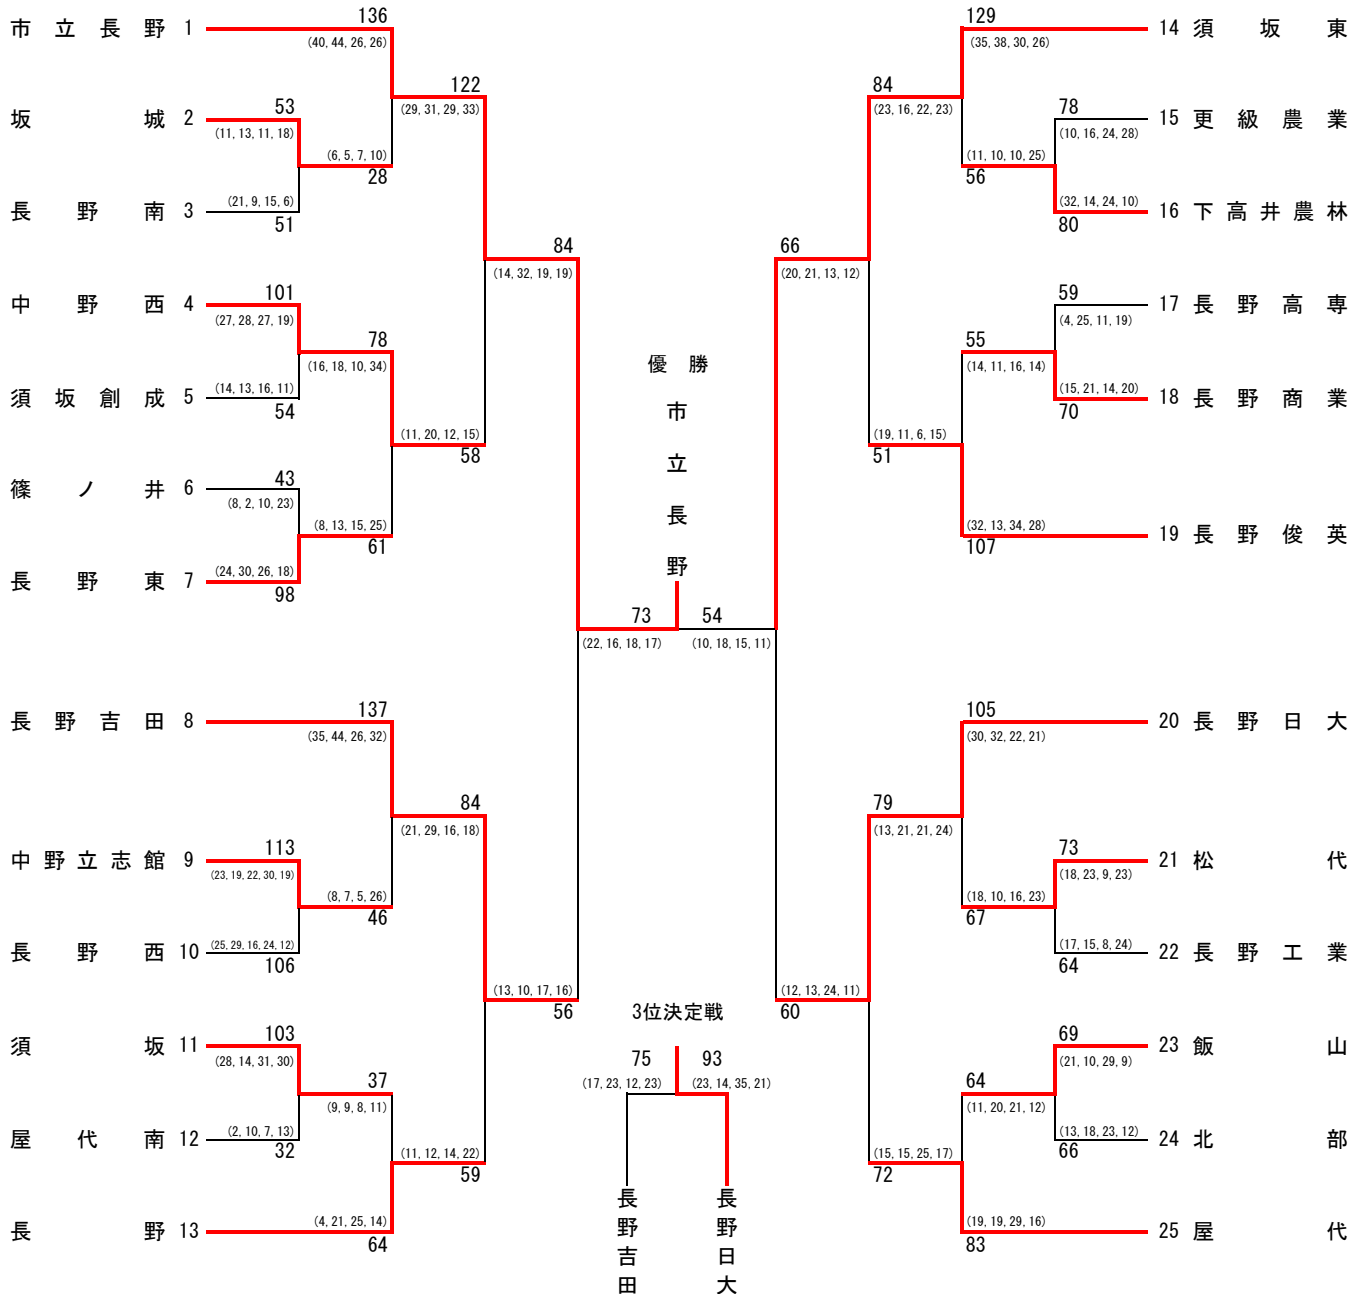 市立長野 1 136
(40, 44, 26, 26)
122
(29, 31, 29, 33)
坂城 2 53
(11, 13, 11, 18)
(6, 5, 7, 10)
28
長野南 3 (21, 9, 15, 6)
51
84
(14, 32, 19, 19)
中野西 4 101
(27, 28, 27, 19)
78
(16, 18, 10, 34)
須坂創成 5 (14, 13, 16, 11)
54
(11, 20, 12, 15)
58
篠ノ井 6 43
(8, 2, 10, 23)
(8, 13, 15, 25)
61
長野東 7 (24, 30, 26, 18)
98
73
(22, 16, 18, 17)
長野吉田 8 137
(35, 44, 26, 32)
84
(21, 29, 16, 18)
中野立志館 9 113
(23, 19, 22, 30, 19)
(8, 7, 5, 26)
46
長野西 10 (25, 29, 16, 24, 12)
106
(13, 10, 17, 16)
56
須坂 11 103
(28, 14, 31, 30)
37
(9, 9, 8, 11)
屋代南 12 (2, 10, 7, 13)
32
(11, 12, 14, 22)
59
長野 13 (4, 21, 25, 14)
64
優勝
市立長野
54
(10, 18, 15, 11)
3位決定戦
75 93
(17, 23, 12, 23) (23, 14, 35, 21)
長野吉田
長野日大
129 14 須坂東
(35, 38, 30, 26)
84
(23, 16, 22, 23)
78 15 更級農業
(10, 16, 24, 28)
(11, 10, 10, 25)
56
(32, 14, 24, 10) 16 下高井農林
80
66
(20, 21, 13, 12)
59 17 長野高専
(4, 25, 11, 19)
55
(14, 11, 16, 14)
(15, 21, 14, 20) 18 長野商業
70
(19, 11, 6, 15)
51
(32, 13, 34, 28) 19 長野俊英
107
105 20 長野日大
(30, 32, 22, 21)
79
(13, 21, 21, 24)
73 21 松代
(18, 23, 9, 23)
(18, 10, 16, 23)
67
(17, 15, 8, 24) 22 長野工業
64
(12, 13, 24, 11)
60
69 23 飯山
(21, 10, 29, 9)
64
(11, 20, 21, 12)
(13, 18, 23, 12) 24 北部
66
(15, 15, 25, 17)
72
(19, 19, 29, 16) 25 屋代
83